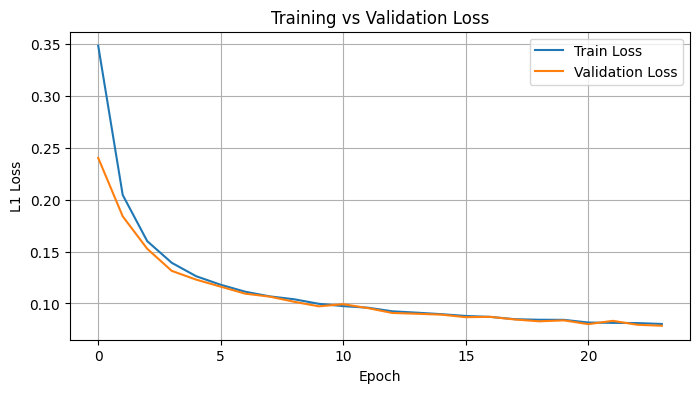 Training vs Validation Loss
Train Loss
Validation Loss
L1 Loss
0.35
0.30
0.25
0.20
0.15
0.10
0 5 10 15 20
Epoch